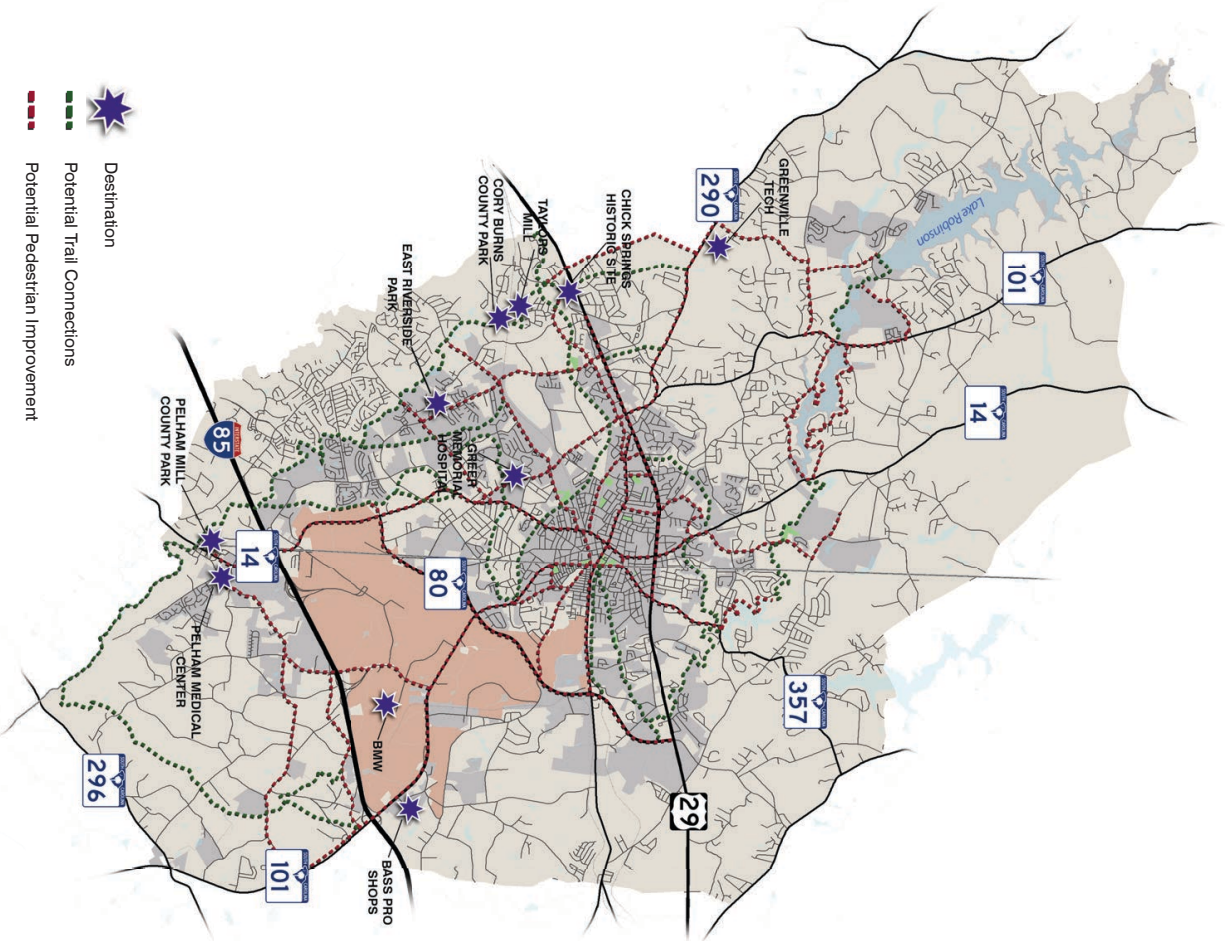 Destination
Potential Trail Connections
Potential Pedestrian Improvement
GREENVILLE
TECH
290
Lake Robinson
101
14
CHICK SPRINGS
HISTORIC SITE
TAYLORS
MILL
CORY BURNS
COUNTY PARK
EAST RIVERSIDE
PARK
GREER
MEMORIAL
HOSPITAL
PELHAM MILL
COUNTY PARK
85
14
80
357
PELHAM MEDICAL
CENTER
BMW
29
296
101
BASS PRO
SHOPS